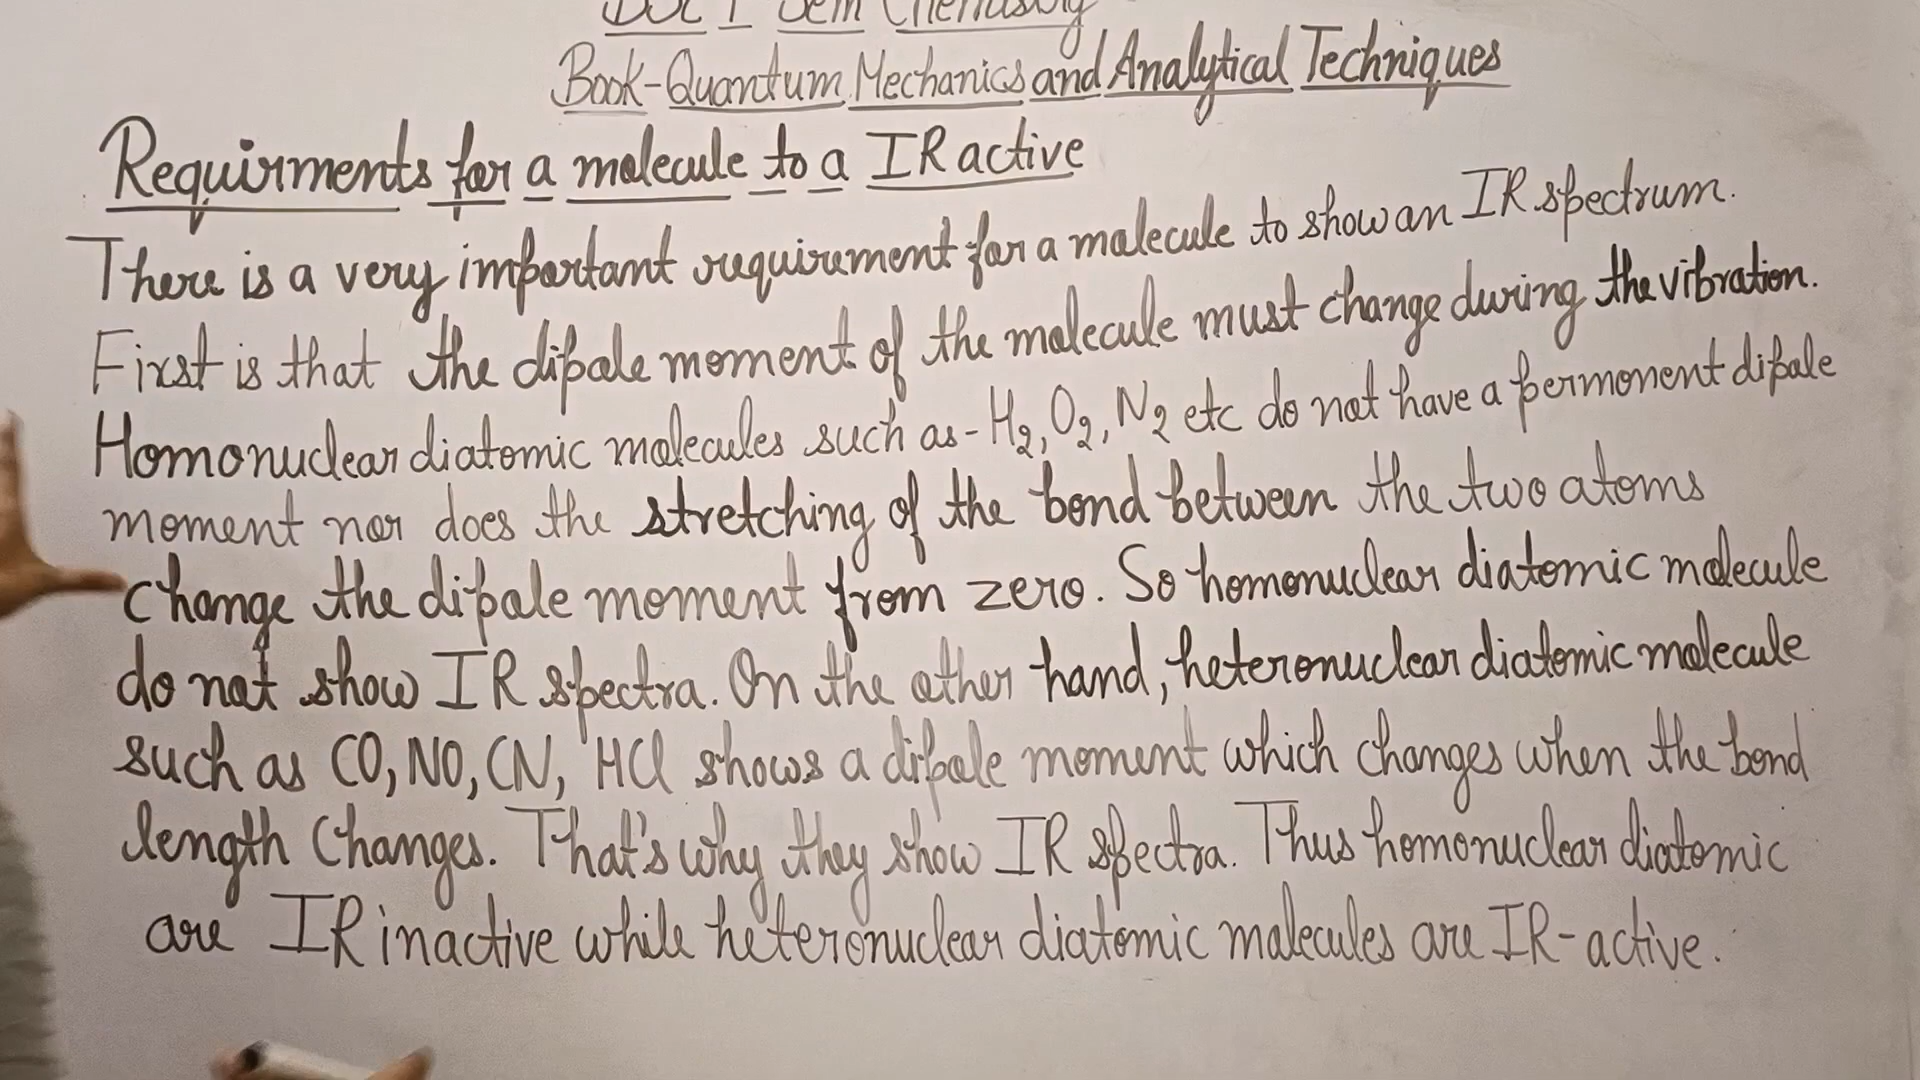 Sem Chemistry
Book-Quantum Mechanics and Analytical Techniques
Requirments for a molecule to a IR active
There is a very important requirement for a molecule to show an IR spectrum.
First is that the dipole moment of the molecule must change during the vibration.
Homonuclear diatomic molecules such as - H₂, O₂, N₂ etc do not have a permonent dipole
moment nor does the stretching of the bond between the two atoms
change the dipole moment from zero. So homonuclear diatomic molecule
do not show IR spectra. On the other hand, heteronuclear diatomic molecule
such as CO, NO, CN, HCl shows a dipole moment which changes when the bond
length changes. That's why they show IR spectra. Thus homonuclear diatomic
are IR inactive while heteronuclear diatomic molecules are IR-active.